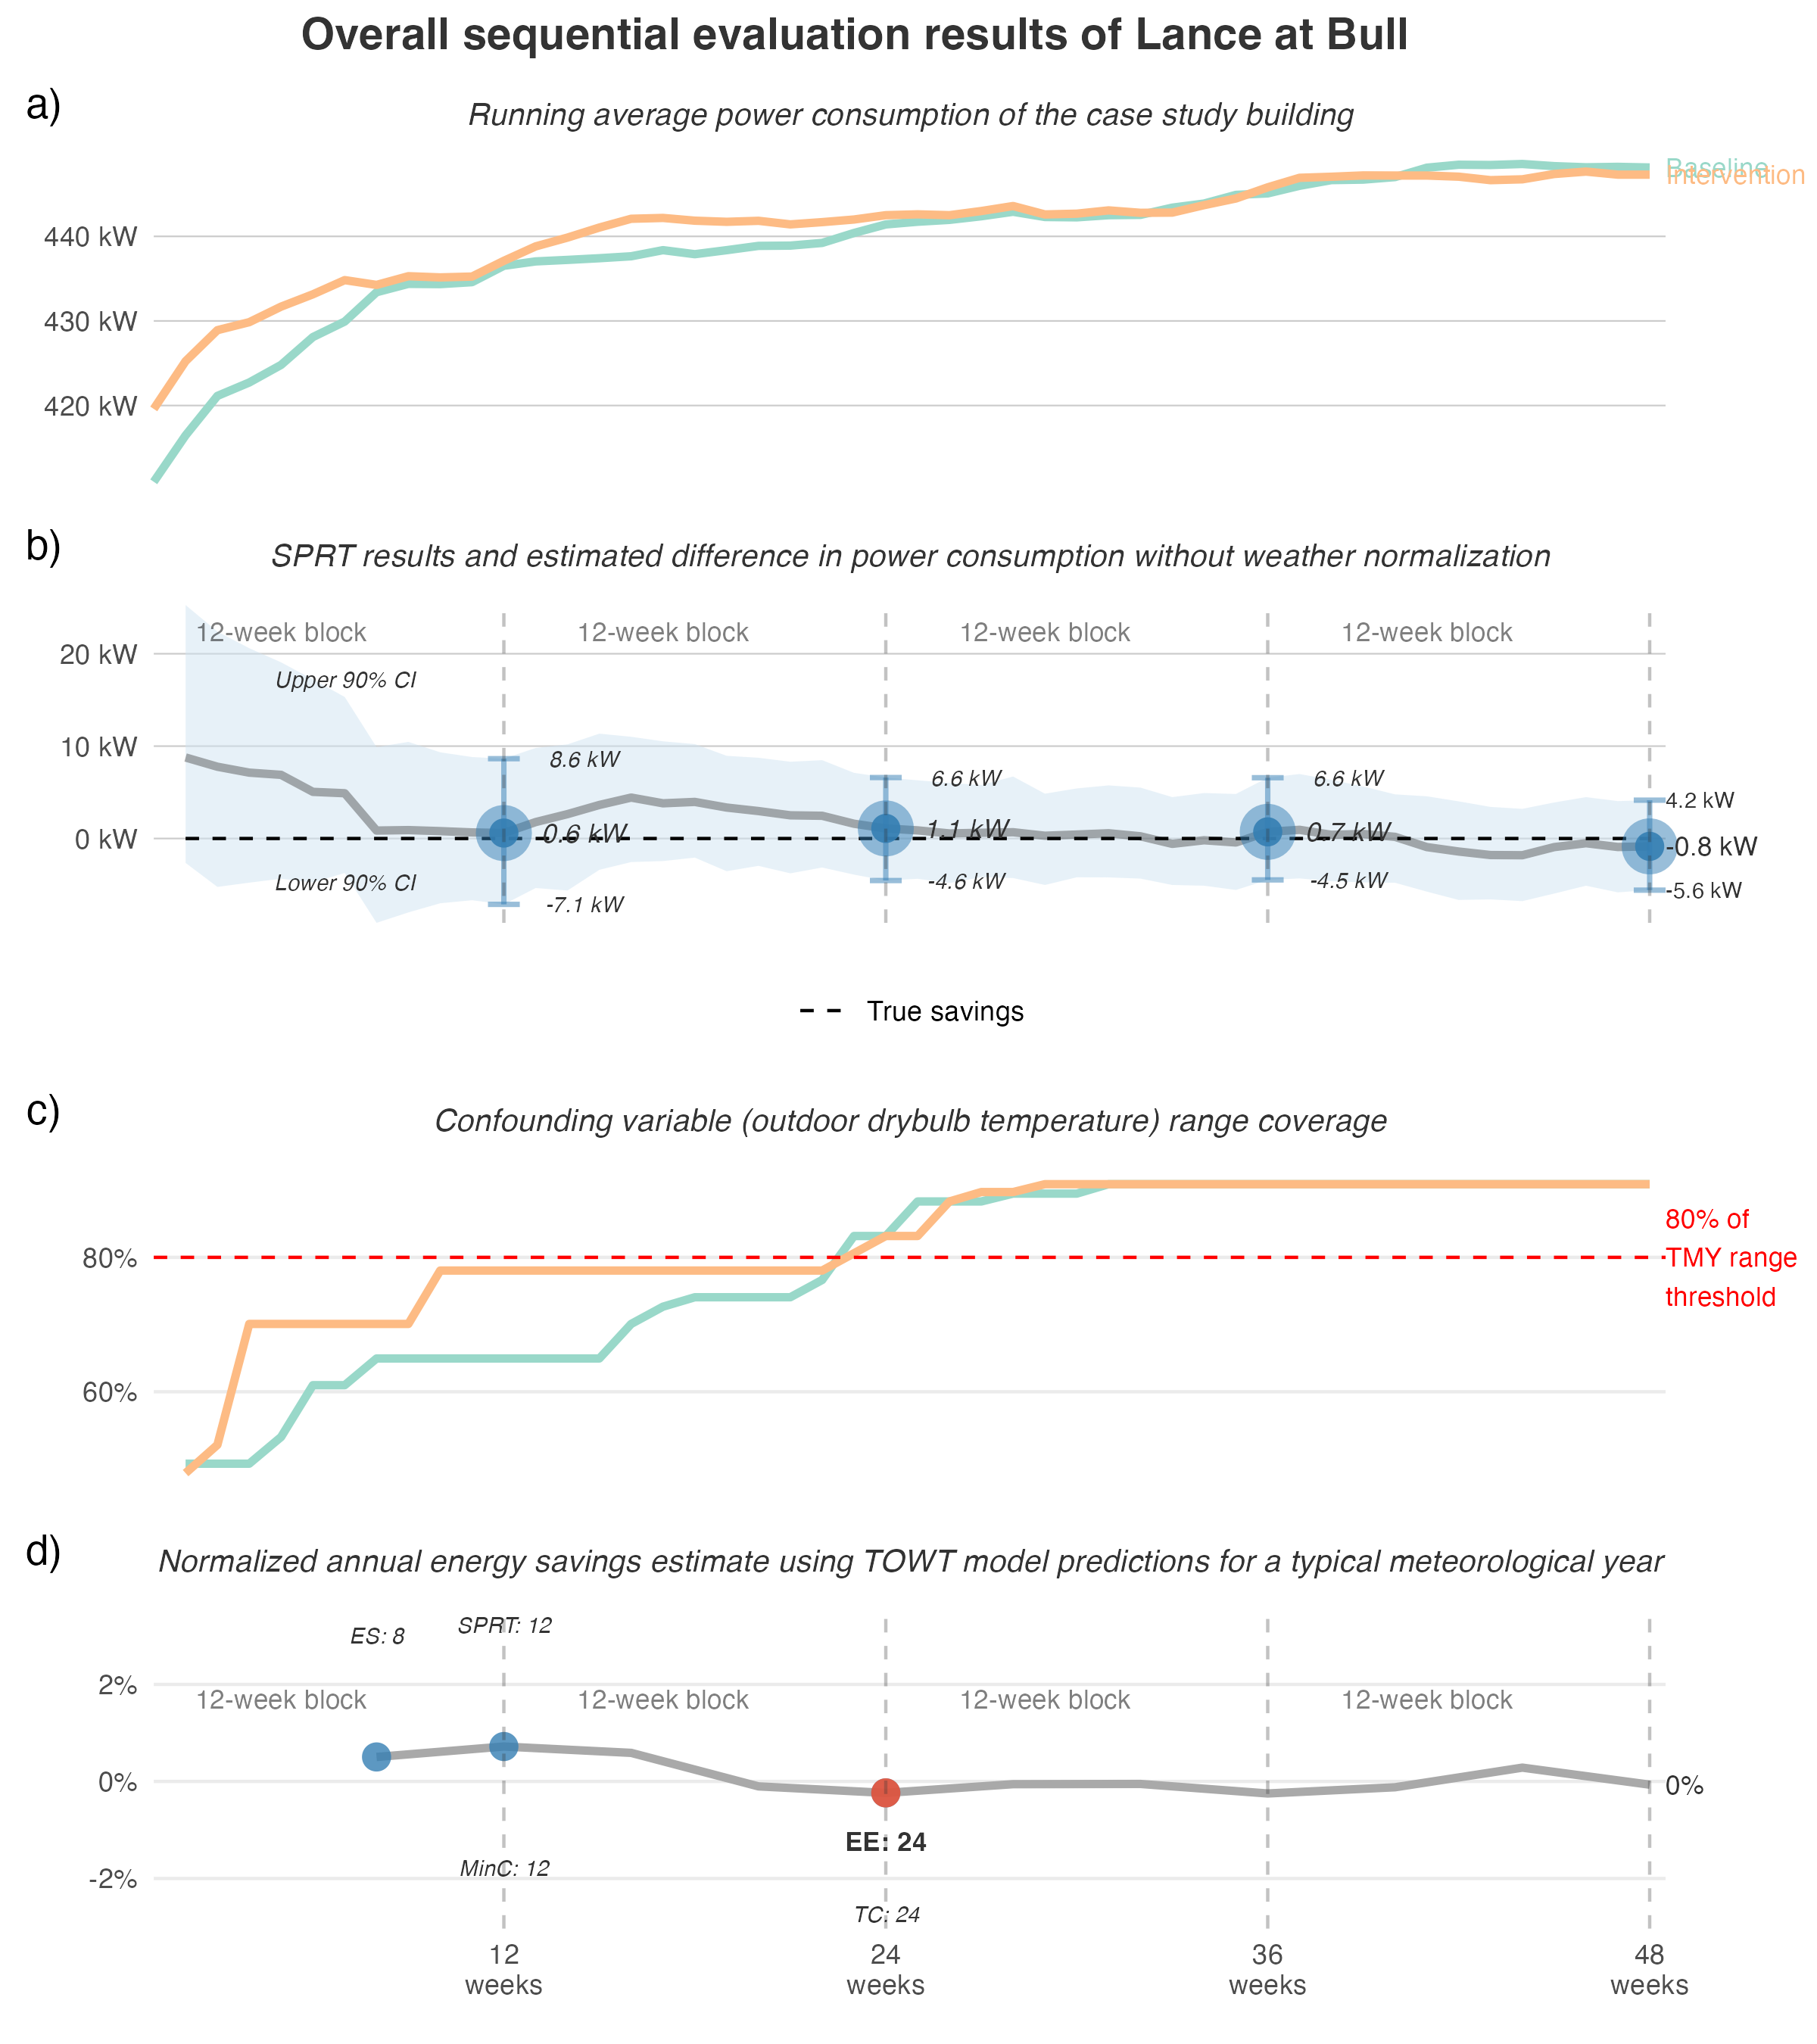 Overall sequential evaluation results of Lance at Bull
a)
Running average power consumption of the case study building
Baseline
Intervention
440 kW
430 kW
420 kW
b)
SPRT results and estimated difference in power consumption without weather normalization
12-week block 12-week block 12-week block 12-week block
20 kW
Upper 90% CI
10 kW
8.6 kW
6.6 kW 6.6 kW
4.2 kW
0 kW
0.6 kW 1.1 kW 0.7 kW
-0.8 kW
Lower 90% CI
-4.6 kW -4.5 kW
-5.6 kW
-7.1 kW
True savings
c)
Confounding variable (outdoor drybulb temperature) range coverage
80% of
TMY range
threshold
80%
60%
d)
Normalized annual energy savings estimate using TOWT model predictions for a typical meteorological year
SPRT: 12
ES: 8
2%
12-week block 12-week block 12-week block 12-week block
0%
0%
EE: 24
MinC: 12
-2%
TC: 24
12 24 36 48
weeks weeks weeks weeks